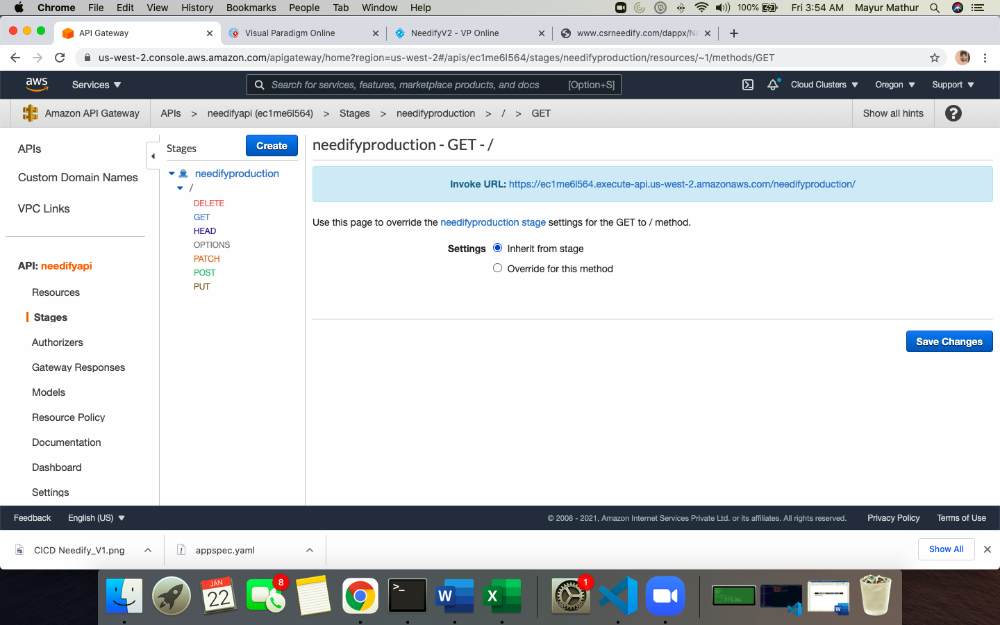 Chrome File Edit View History Bookmarks People Tab Window Help 100% Fri 3:54 AM Mayur Mathur
API Gateway Visual Paradigm Online NeedifyV2 - VP Online www.csrneedify.com/dappx/Na
us-west-2.console.aws.amazon.com/apigateway/home?region=us-west-2#/apis/ec1me6l564/stages/needifyproduction/resources/~1/methods/GET
aws Services Search for services, features, marketplace products, and docs [Option+S] Cloud Clusters Oregon Support
Amazon API Gateway APIs > needifyapi (ec1me6l564) > Stages > needifyproduction > / > GET Show all hints ?
APIs
Custom Domain Names
VPC Links
API: needifyapi
Resources
Stages
Authorizers
Gateway Responses
Models
Resource Policy
Documentation
Dashboard
Settings
Stages Create
needifyproduction
/
DELETE
GET
HEAD
OPTIONS
PATCH
POST
PUT
needifyproduction - GET - /
Invoke URL: https://ec1me6l564.execute-api.us-west-2.amazonaws.com/needifyproduction/
Use this page to override the needifyproduction stage settings for the GET to / method.
Settings Inherit from stage
Override for this method
Save Changes
Feedback English (US) © 2008 - 2021, Amazon Internet Services Private Ltd. or its affiliates. All rights reserved. Privacy Policy Terms of Use
CICD Needify_V1.png appspec.yaml Show All
JAN
22
8
>_
W
X
1
W